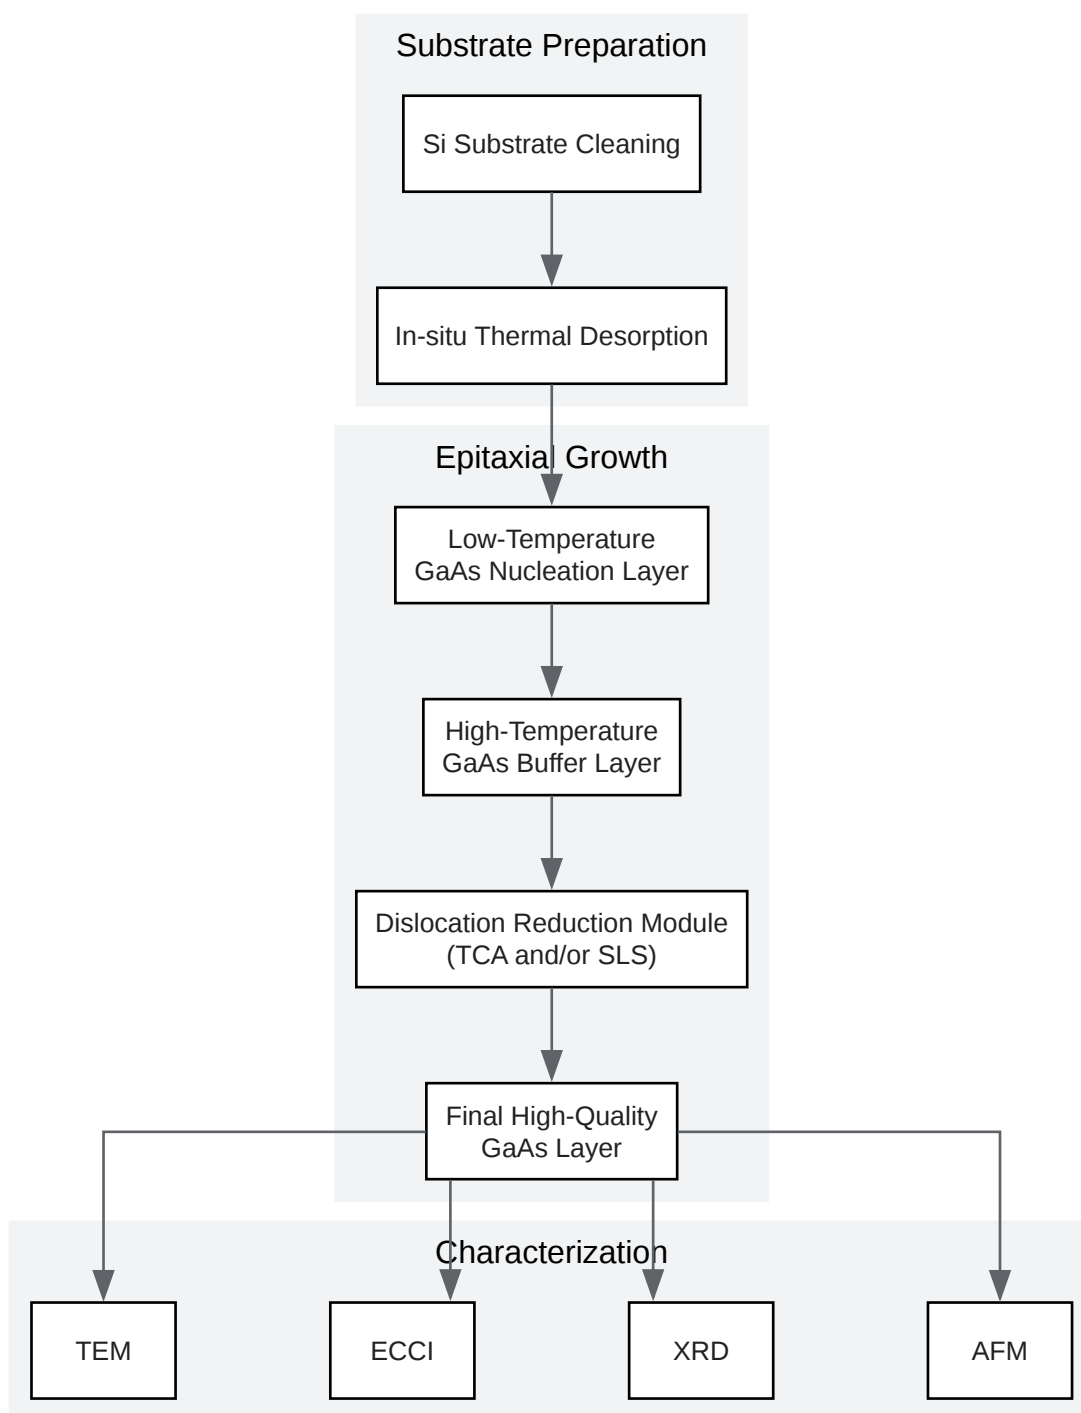 Substrate Preparation
Si Substrate Cleaning
In-situ Thermal Desorption
Epitaxial Growth
Low-Temperature
GaAs Nucleation Layer
High-Temperature
GaAs Buffer Layer
Dislocation Reduction Module
(TCA and/or SLS)
Final High-Quality
GaAs Layer
Characterization
TEM
ECCI
XRD
AFM